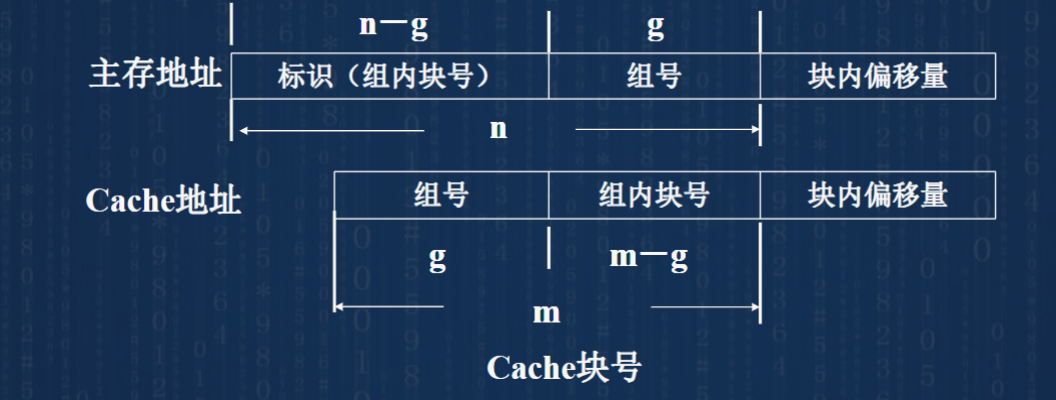 n－g g
主存地址 标识（组内块号） 组号 块内偏移量
n
Cache地址 组号 组内块号 块内偏移量
g m－g
m
Cache块号